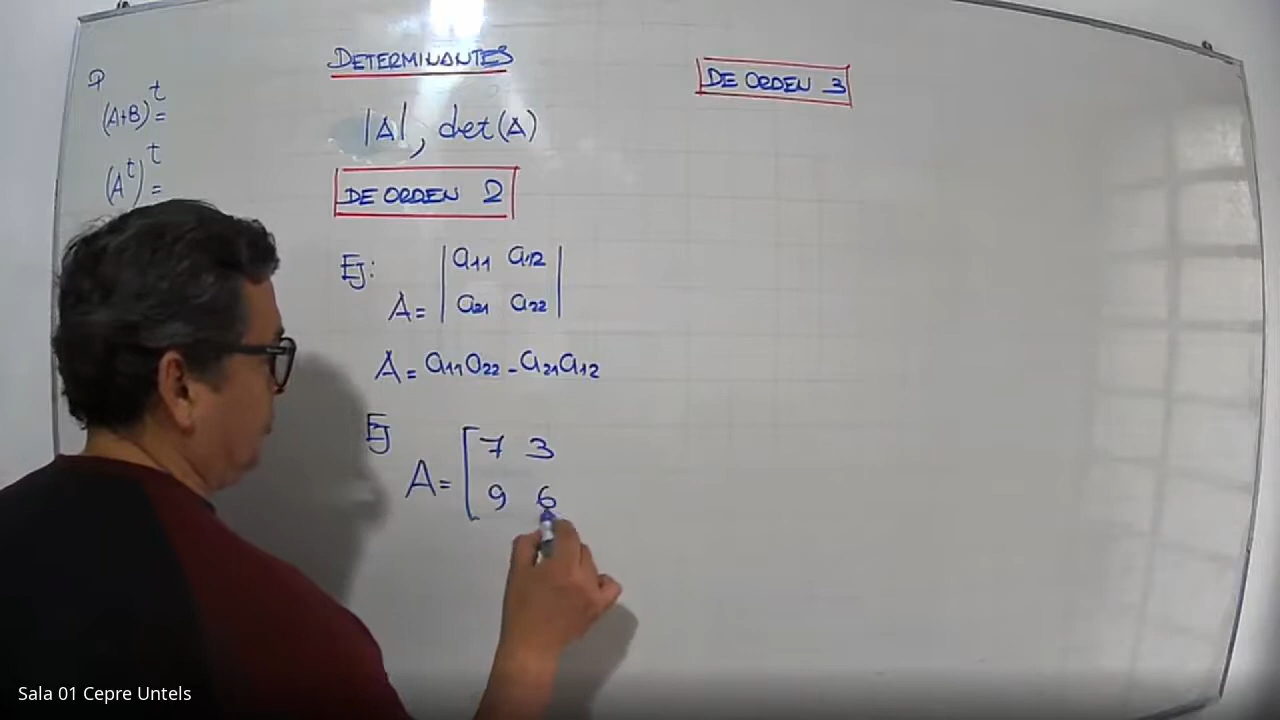 DETERMINANTES
|A|, det(A)
DE ORDEN 2
Ej:
A = | a11 a12 |
| a21 a22 |
A = a11a22 - a21a12
Ej
A = [ 7 3
9 6
(A+B)^t =
(A^t)^t =
DE ORDEN 3
Sala 01 Cepre Untels